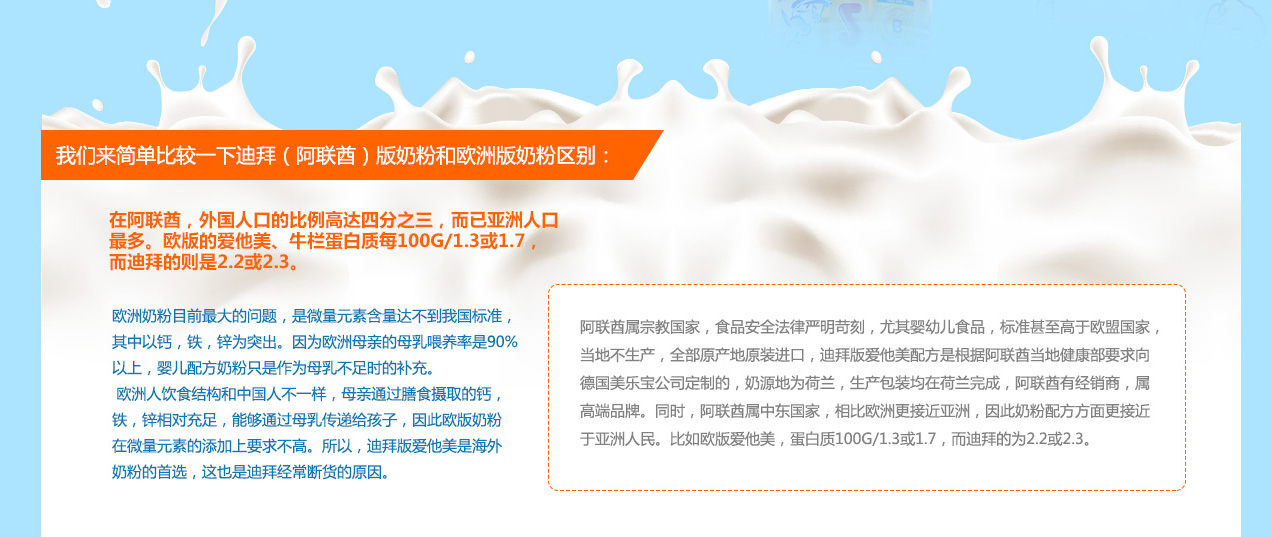 我们来简单比较一下迪拜（阿联酋）版奶粉和欧洲版奶粉区别：
在阿联酋，外国人口的比例高达四分之三，而已亚洲人口
最多。欧版的爱他美、牛栏蛋白质每100G/1.3或1.7，
而迪拜的则是2.2或2.3。
欧洲奶粉目前最大的问题，是微量元素含量达不到我国标准，
其中以钙，铁，锌为突出。因为欧洲母亲的母乳喂养率是90%
以上，婴儿配方奶粉只是作为母乳不足时的补充。
欧洲人饮食结构和中国人不一样，母亲通过膳食摄取的钙，
铁，锌相对充足，能够通过母乳传递给孩子，因此欧版奶粉
在微量元素的添加上要求不高。所以，迪拜版爱他美是海外
奶粉的首选，这也是迪拜经常断货的原因。
阿联酋属宗教国家，食品安全法律严明苛刻，尤其婴幼儿食品，标准甚至高于欧盟国家，
当地不生产，全部原产地原装进口，迪拜版爱他美配方是根据阿联酋当地健康部要求向
德国美乐宝公司定制的，奶源地为荷兰，生产包装均在荷兰完成，阿联酋有经销商，属
高端品牌。同时，阿联酋属中东国家，相比欧洲更接近亚洲，因此奶粉配方方面更接近
于亚洲人民。比如欧版爱他美，蛋白质100G/1.3或1.7，而迪拜的为2.2或2.3。